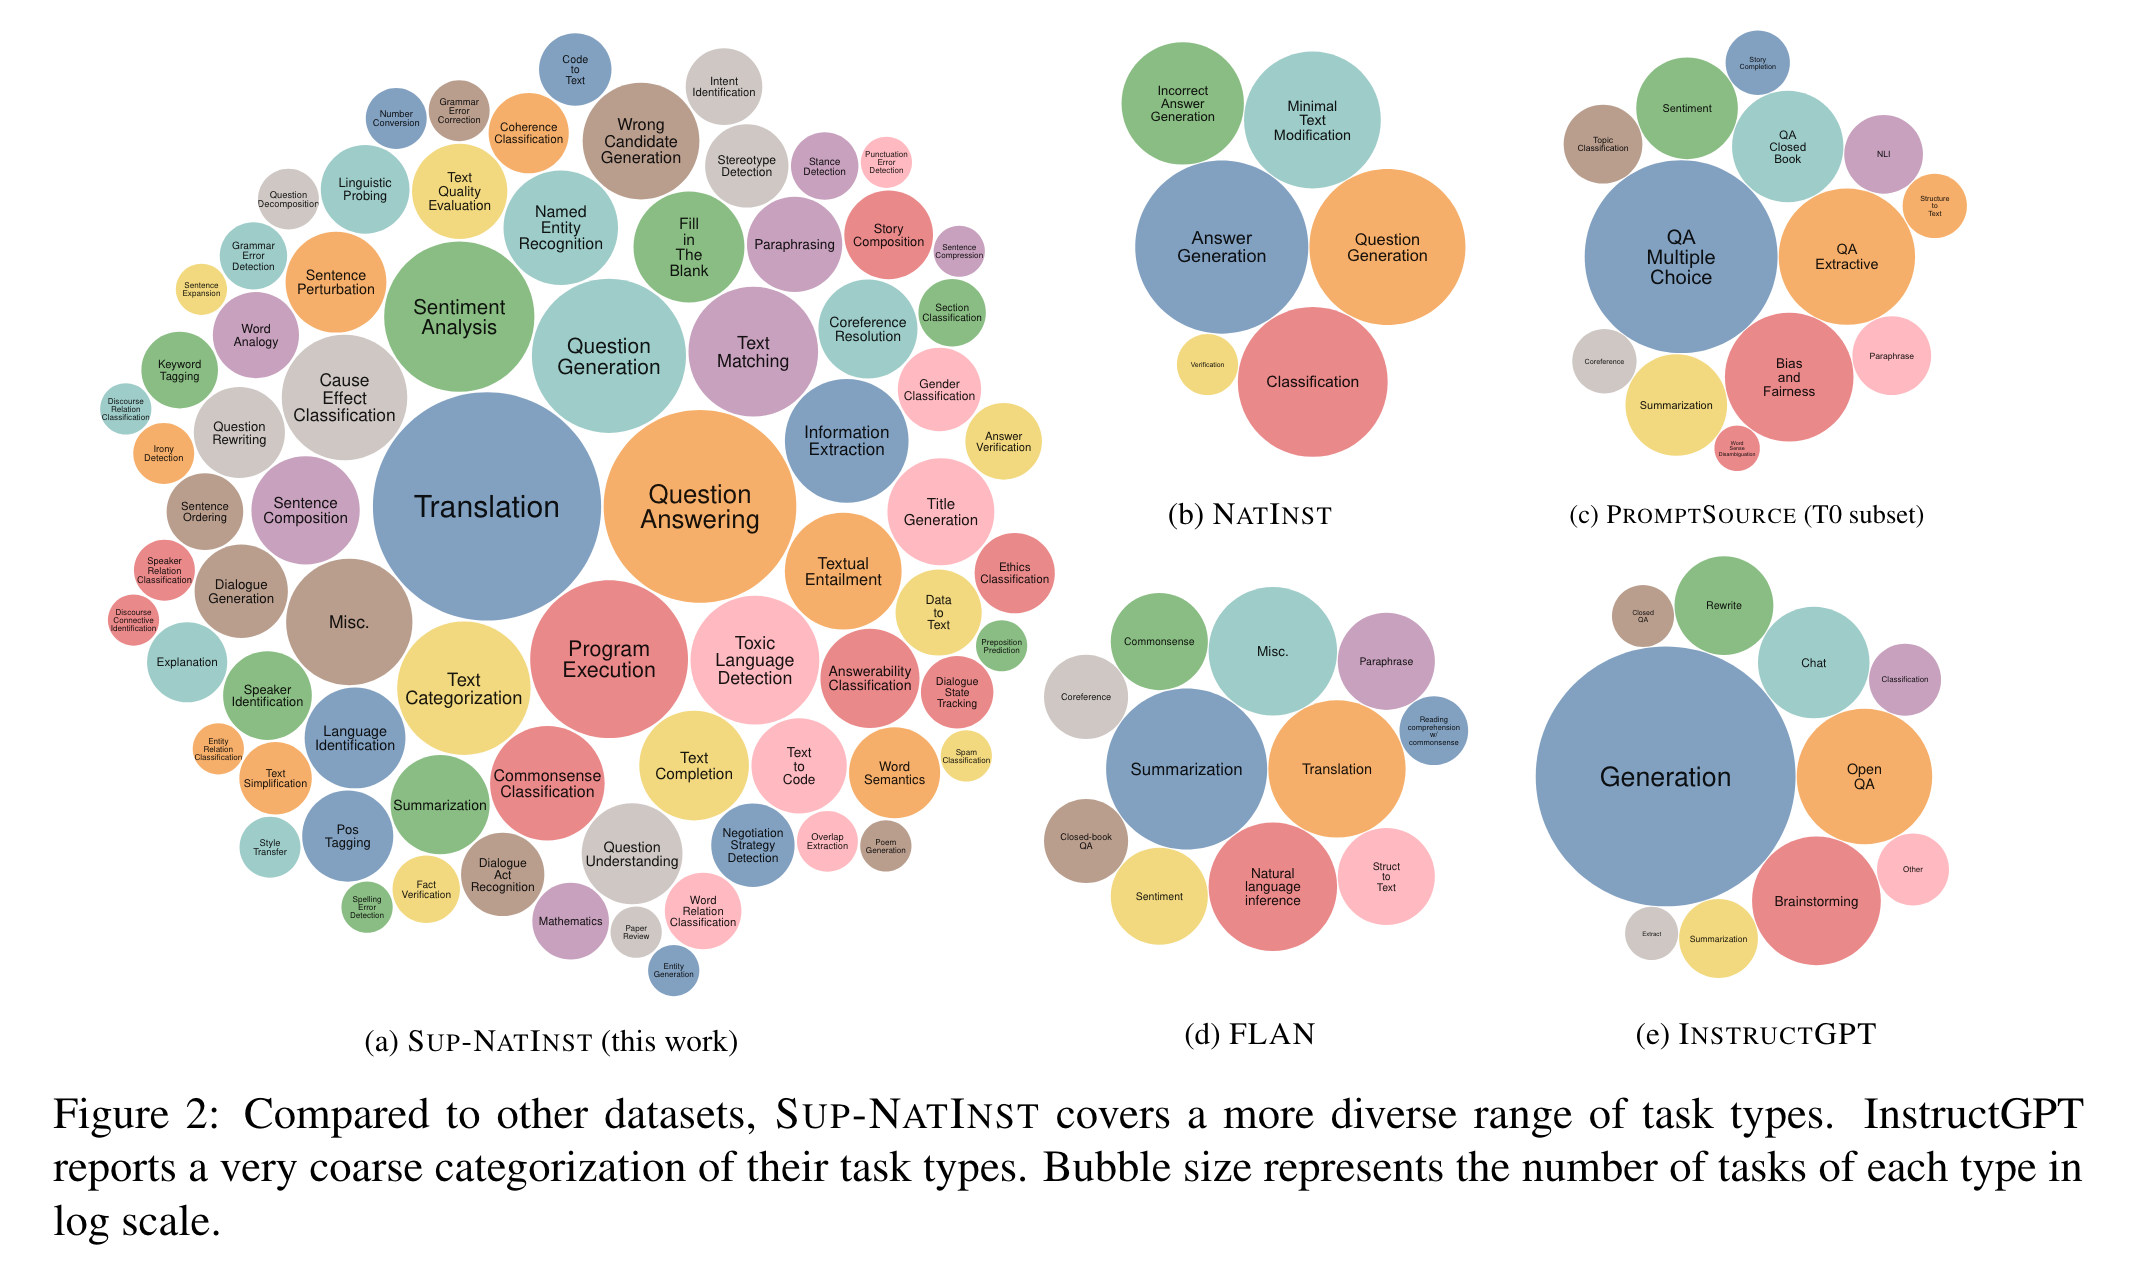 Code
to
Text
Intent
Identification
Number
Conversion
Grammar
Error
Correction
Coherence
Classification
Wrong
Candidate
Generation
Stereotype
Detection
Stance
Detection
Punctuation
Error
Detection
Question
Decomposition
Linguistic
Probing
Text
Quality
Evaluation
Named
Entity
Recognition
Fill
in
The
Blank
Paraphrasing
Story
Composition
Sentence
Compression
Grammar
Error
Detection
Sentence
Expansion
Sentence
Perturbation
Sentiment
Analysis
Question
Generation
Text
Matching
Coreference
Resolution
Section
Classification
Word
Analogy
Keyword
Tagging
Cause
Effect
Classification
Gender
Classification
Discourse
Relation
Classification
Question
Rewriting
Information
Extraction
Answer
Verification
Irony
Detection
Sentence
Ordering
Sentence
Composition
Translation
Question
Answering
Title
Generation
Speaker
Relation
Classification
Dialogue
Generation
Misc.
Textual
Entailment
Ethics
Classification
Data
to
Text
Discourse
Connective
Identification
Explanation
Speaker
Identification
Text
Categorization
Program
Execution
Toxic
Language
Detection
Answerability
Classification
Preposition
Prediction
Dialogue
State
Tracking
Entity
Relation
Classification
Text
Simplification
Language
Identification
Commonsense
Classification
Text
Completion
Text
to
Code
Word
Semantics
Spam
Classification
Style
Transfer
Pos
Tagging
Summarization
Question
Understanding
Negotiation
Strategy
Detection
Overlap
Extraction
Poem
Generation
Spelling
Error
Detection
Fact
Verification
Dialogue
Act
Recognition
Mathematics
Paper
Review
Word
Relation
Classification
Entity
Generation
(a) SUP-NATINST (this work)
Incorrect
Answer
Generation
Minimal
Text
Modification
Answer
Generation
Question
Generation
Verification
Classification
(b) NATINST
Story
Completion
Sentiment
Topic
Classification
QA
Closed
Book
NLI
Structure
to
Text
QA
Multiple
Choice
QA
Extractive
Coreference
Summarization
Bias
and
Fairness
Paraphrase
Word
Sense
Disambiguation
(c) PROMPTSOURCE (T0 subset)
Commonsense
Misc.
Paraphrase
Coreference
Reading
comprehension
w/
commonsense
Summarization
Translation
Closed-book
QA
Sentiment
Natural
language
inference
Struct
to
Text
(d) FLAN
Closed
QA
Rewrite
Chat
Classification
Generation
Open
QA
Brainstorming
Other
Extract
Summarization
(e) INSTRUCTGPT
Figure 2: Compared to other datasets, SUP-NATINST covers a more diverse range of task types. InstructGPT
reports a very coarse categorization of their task types. Bubble size represents the number of tasks of each type in
log scale.